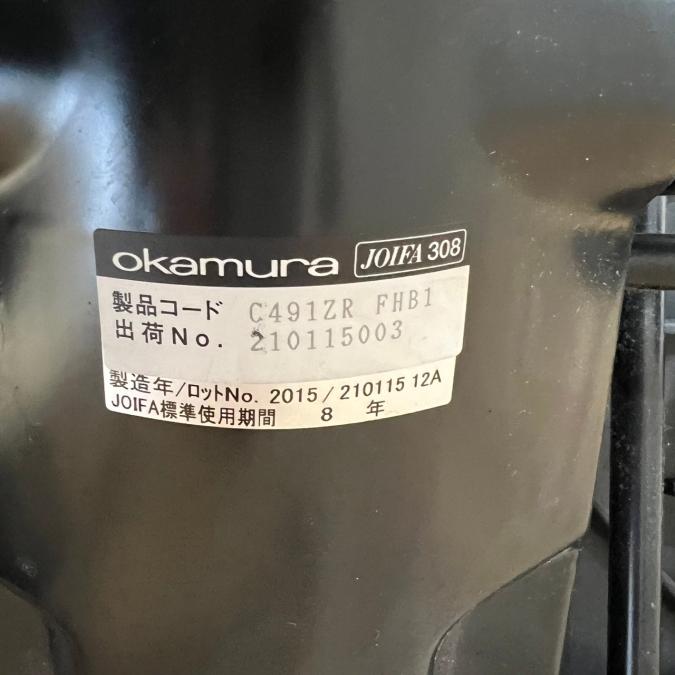 okamura JOIFA 308
製品コード C491ZR FHB1
出荷No. 210115003
製造年/ロットNo. 2015/210115 12A
JOIFA標準使用期間 8 年